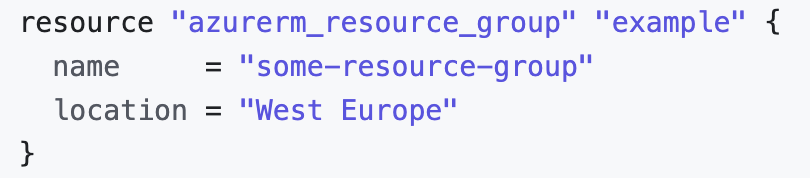 resource "azurerm_resource_group" "example" {
  name     = "some-resource-group"
  location = "West Europe"
}